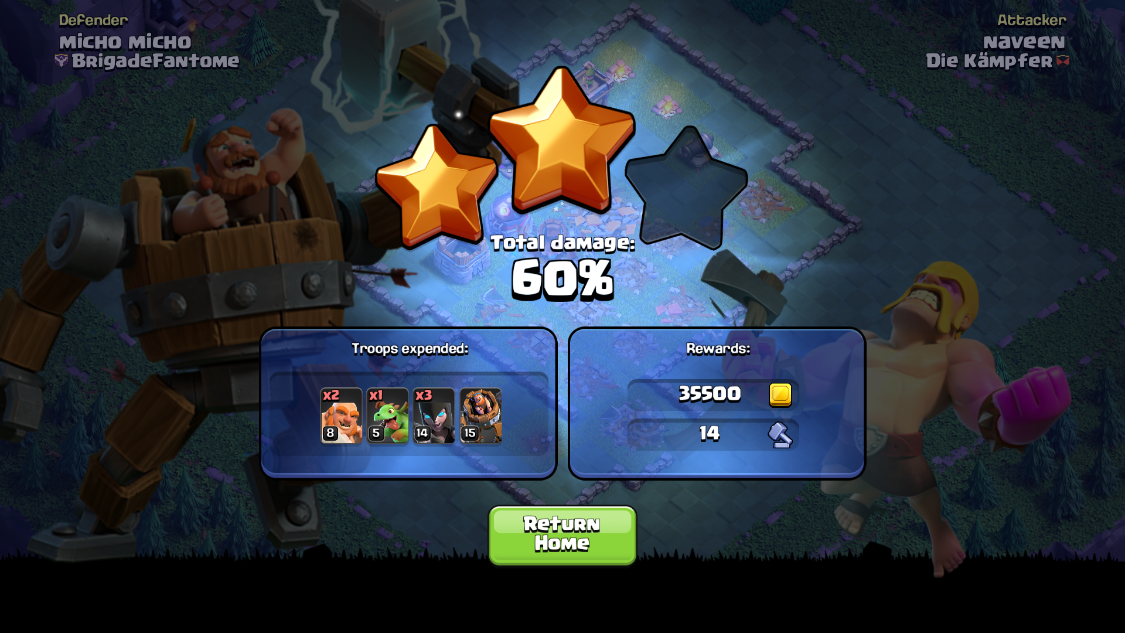 Defender
Micho Micho
BrigadeFantome
Attacker
Naveen
Die Kämpfer
Total damage:
60%
Troops expended:
x2
x1
x3
8
5
14
15
Rewards:
35500
14
Return
Home